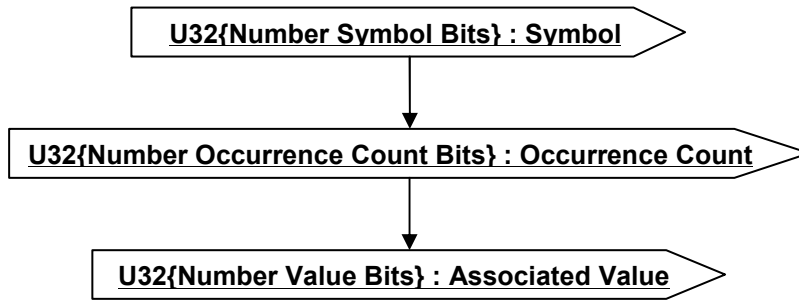 U32{Number Symbol Bits} : Symbol
U32{Number Occurrence Count Bits} : Occurrence Count
U32{Number Value Bits} : Associated Value